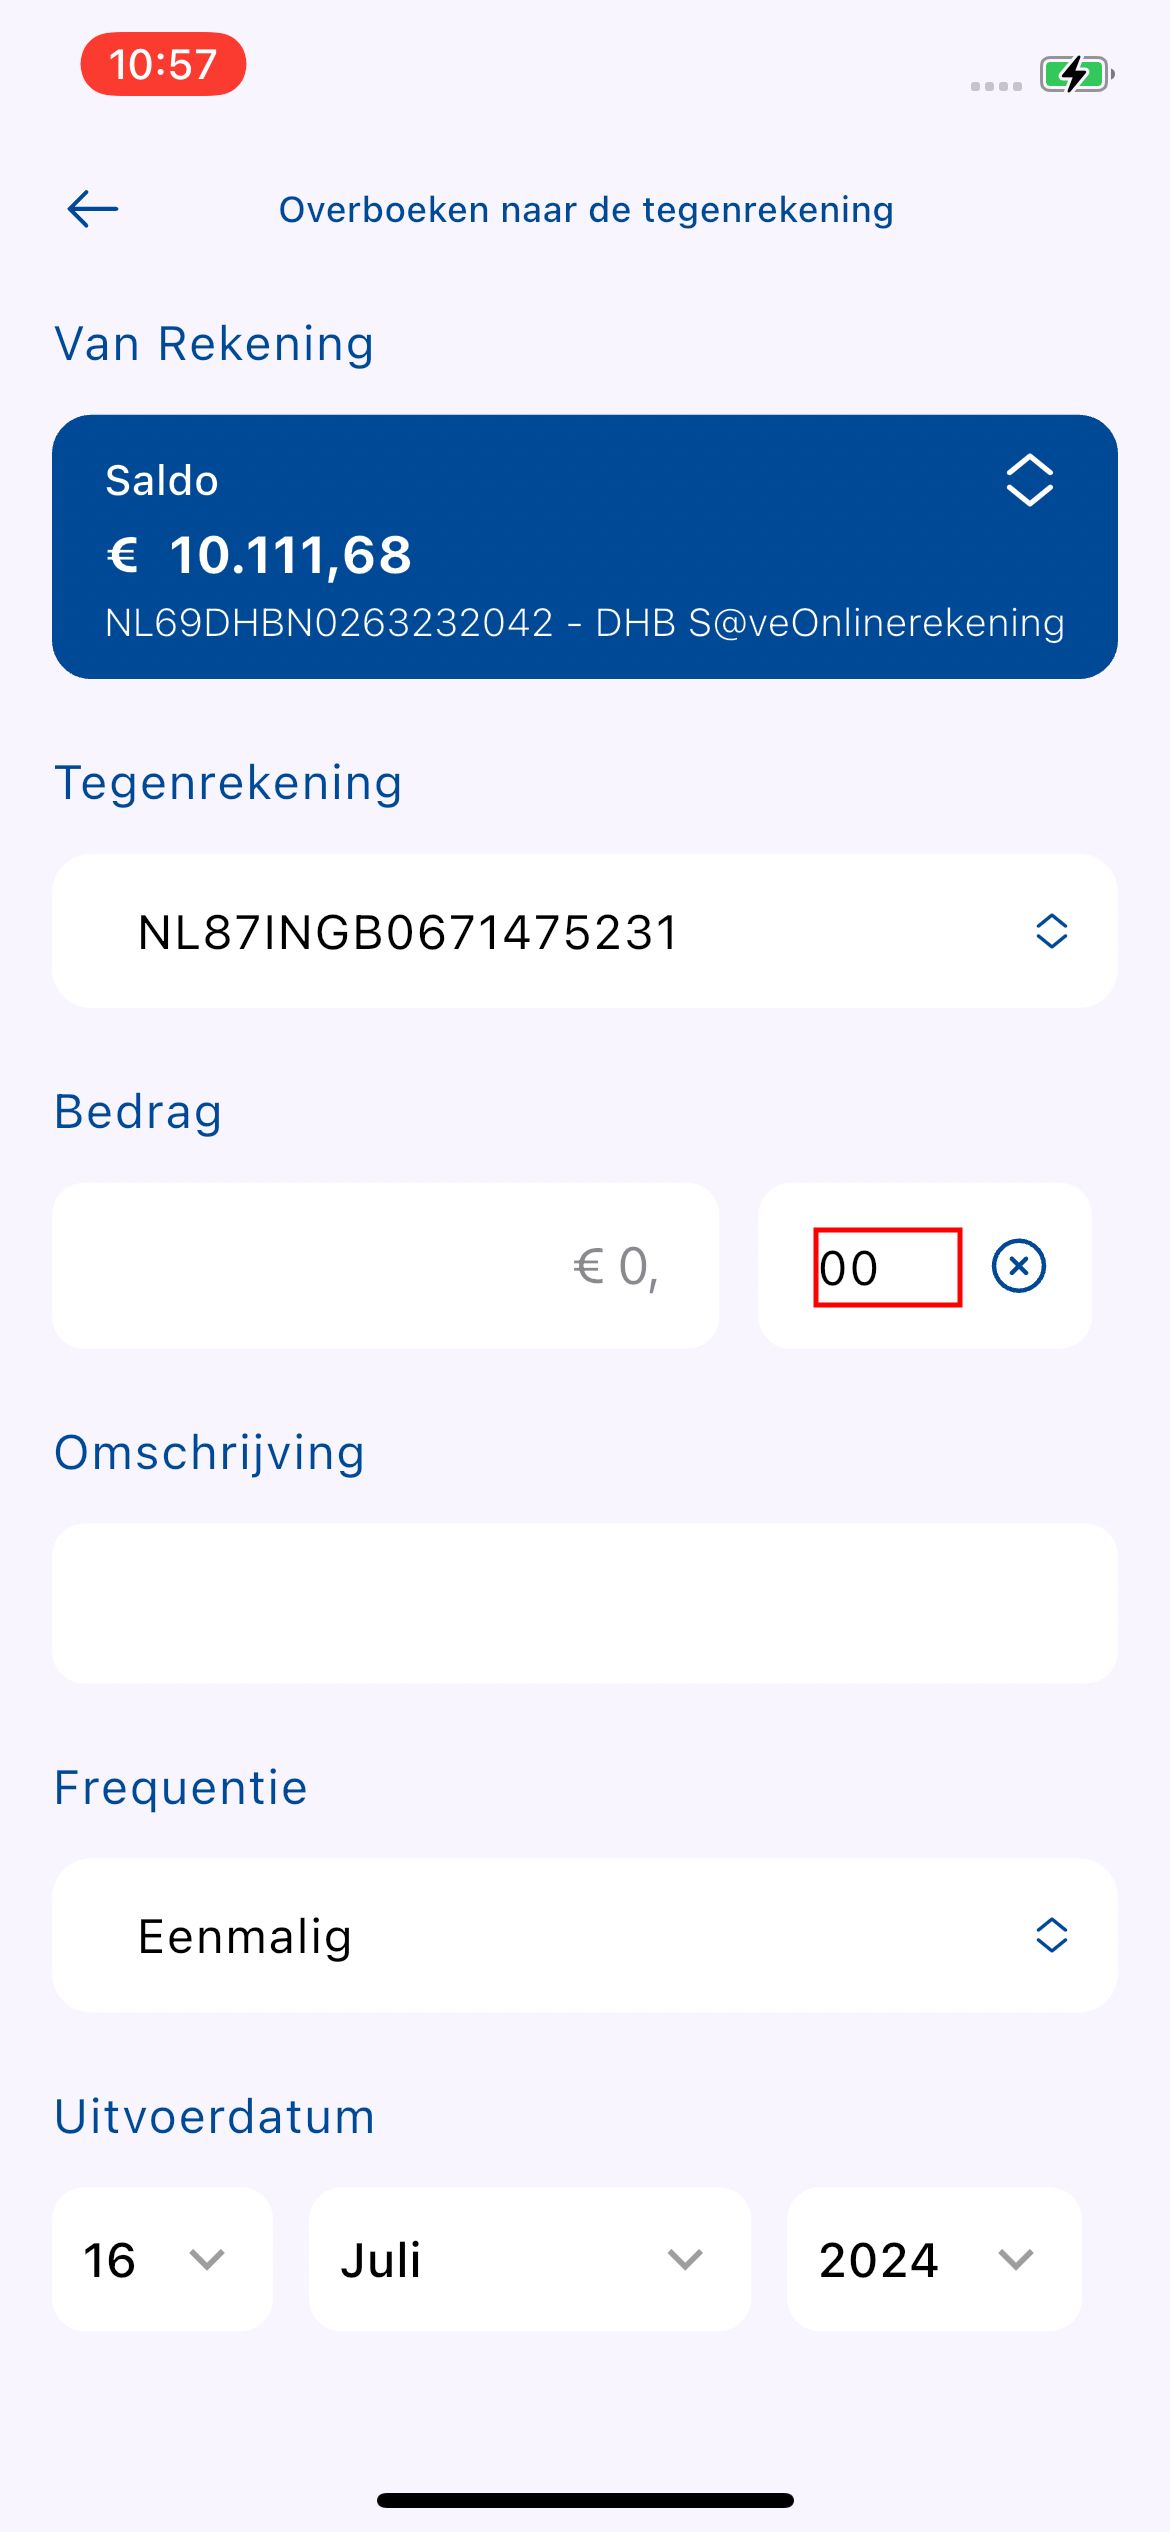 10:57
Overboeken naar de tegenrekening
Van Rekening
Saldo
€ 10.111,68
NL69DHBN0263232042 - DHB S@veOnlinerekening
Tegenrekening
NL87INGB0671475231
Bedrag
€ 0, 00
Omschrijving
Frequentie
Eenmalig
Uitvoerdatum
16 Juli 2024